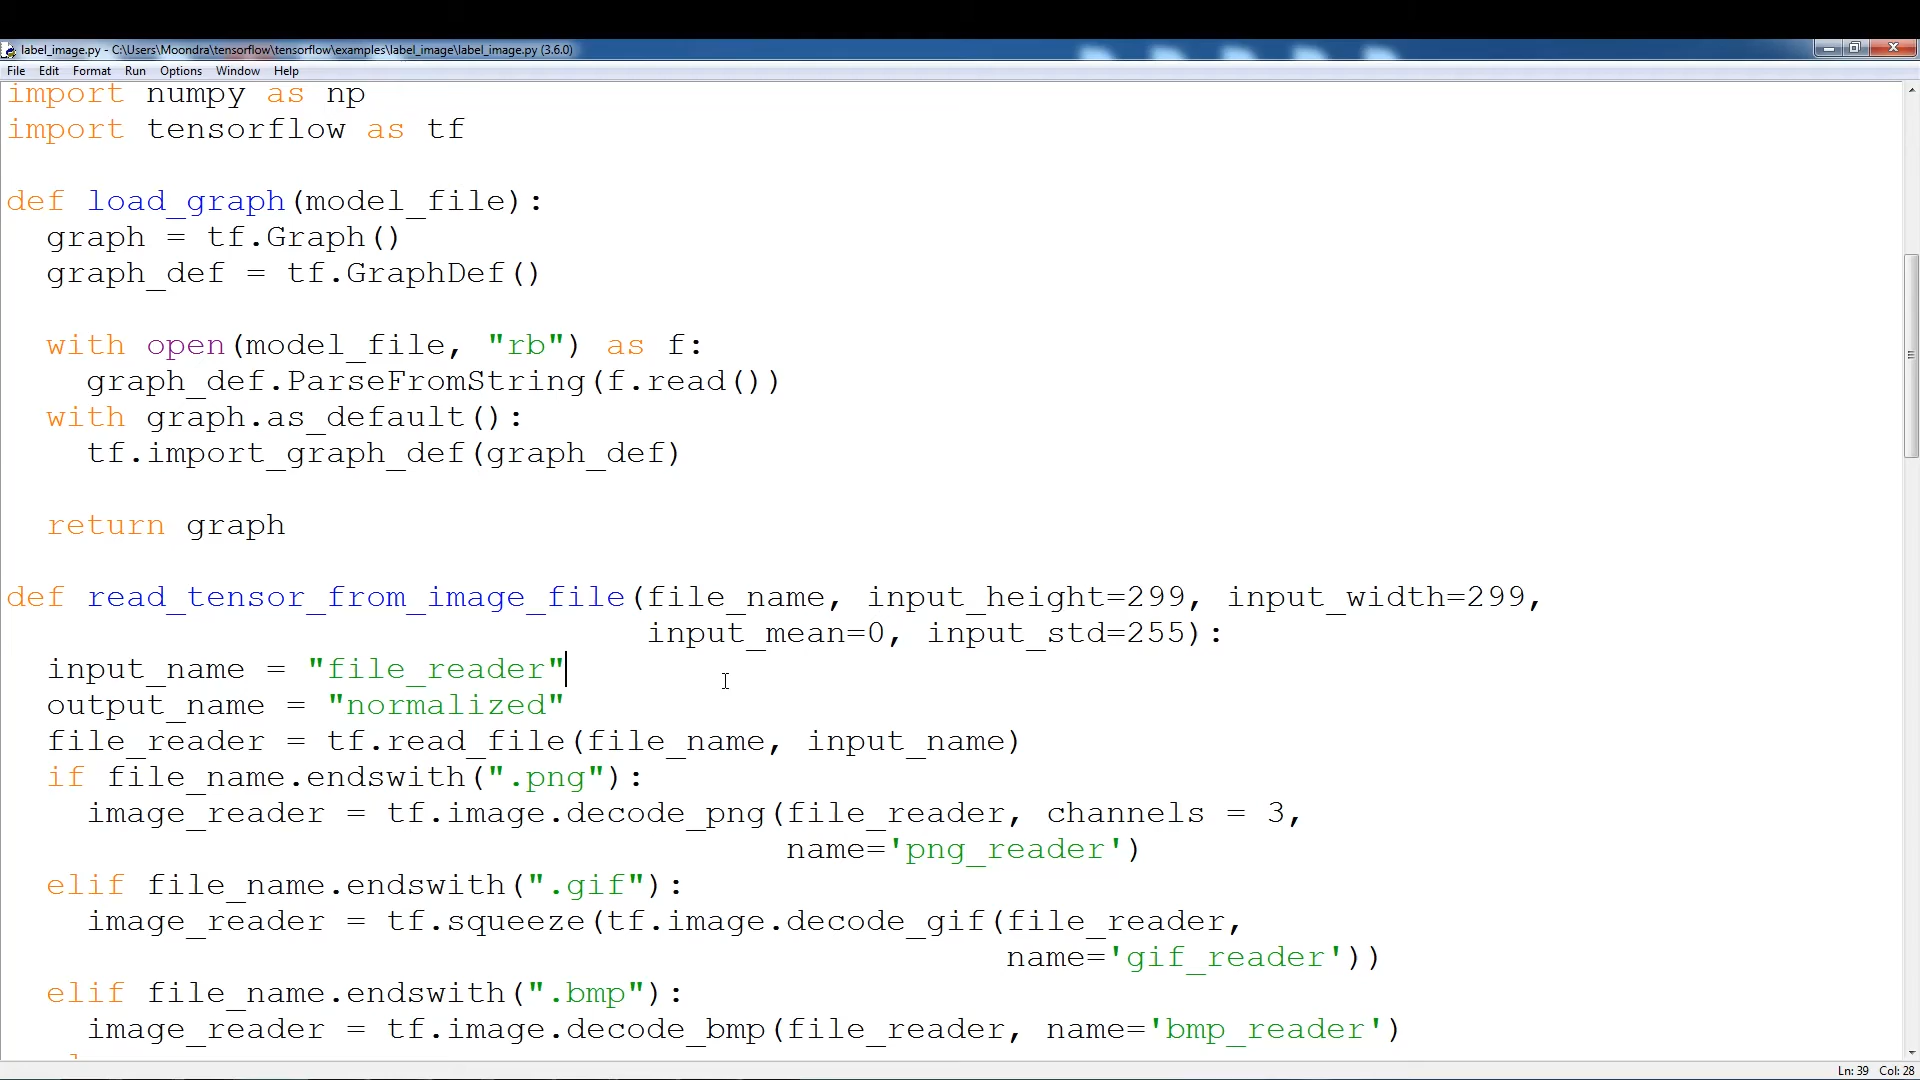 label_image.py - C:\Users\Moondra\tensorflow\tensorflow\examples\label_image\label_image.py (3.6.0)
File Edit Format Run Options Window Help
import numpy as np
import tensorflow as tf
def load_graph(model_file):
  graph = tf.Graph()
  graph_def = tf.GraphDef()
  with open(model_file, "rb") as f:
    graph_def.ParseFromString(f.read())
  with graph.as_default():
    tf.import_graph_def(graph_def)
  return graph
def read_tensor_from_image_file(file_name, input_height=299, input_width=299,
                                input_mean=0, input_std=255):
  input_name = "file_reader"
  output_name = "normalized"
  file_reader = tf.read_file(file_name, input_name)
  if file_name.endswith(".png"):
    image_reader = tf.image.decode_png(file_reader, channels = 3,
                                       name='png_reader')
  elif file_name.endswith(".gif"):
    image_reader = tf.squeeze(tf.image.decode_gif(file_reader,
                                                  name='gif_reader'))
  elif file_name.endswith(".bmp"):
    image_reader = tf.image.decode_bmp(file_reader, name='bmp_reader')
Ln: 39 Col: 28